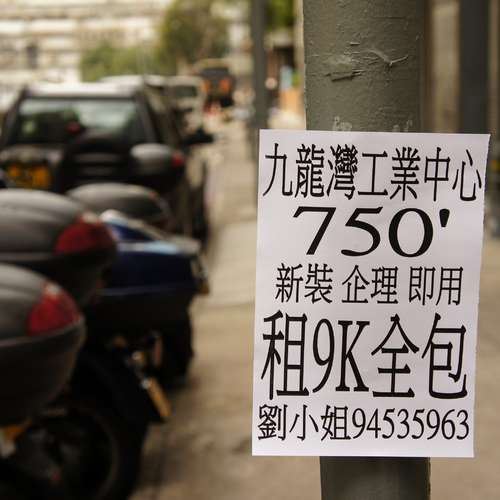 九龍灣工業中心
750'
新裝 企理 即用
租9K全包
劉小姐94535963